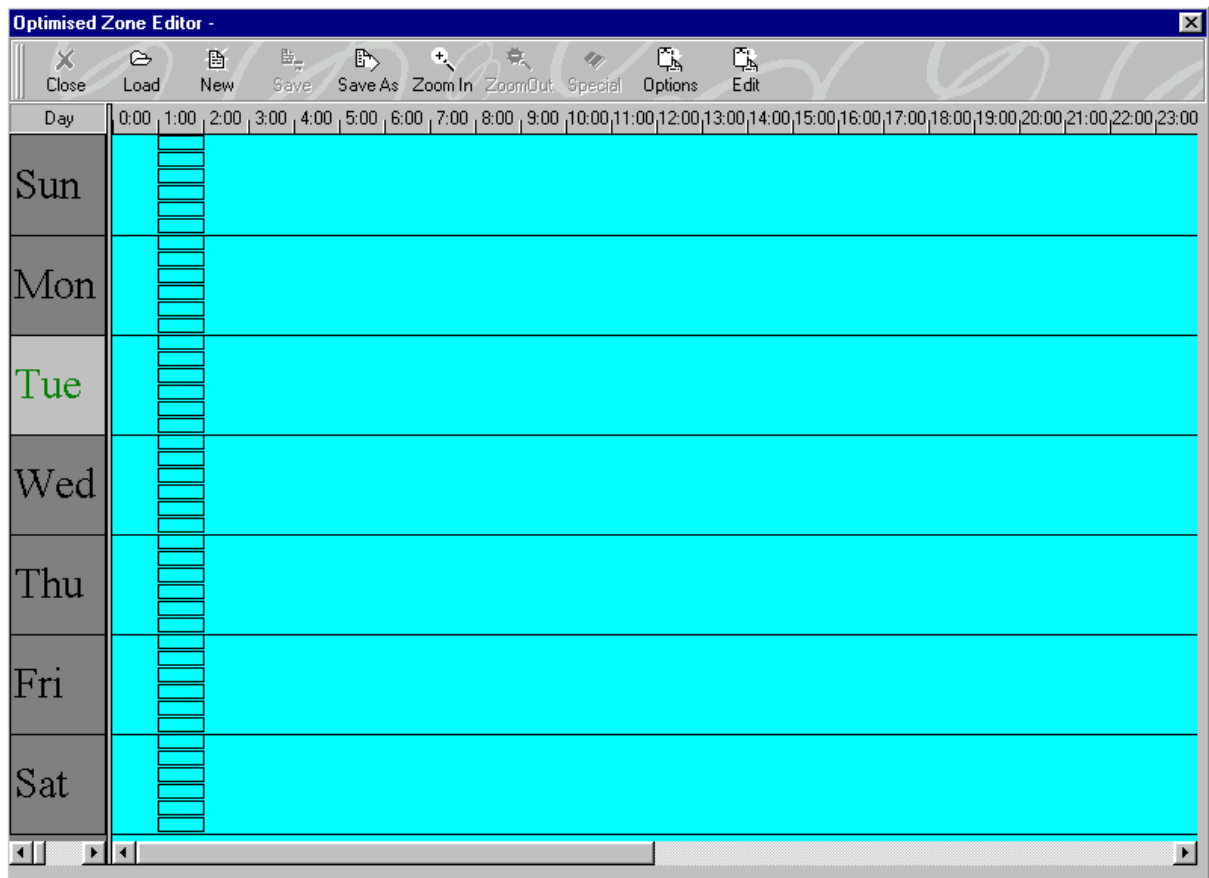 Optimised Zone Editor -
Close Load New Save Save As Zoom In ZoomOut Special Options Edit
Day 0:00 1:00 2:00 3:00 4:00 5:00 6:00 7:00 8:00 9:00 10:00 11:00 12:00 13:00 14:00 15:00 16:00 17:00 18:00 19:00 20:00 21:00 22:00 23:00
Sun
Mon
Tue
Wed
Thu
Fri
Sat